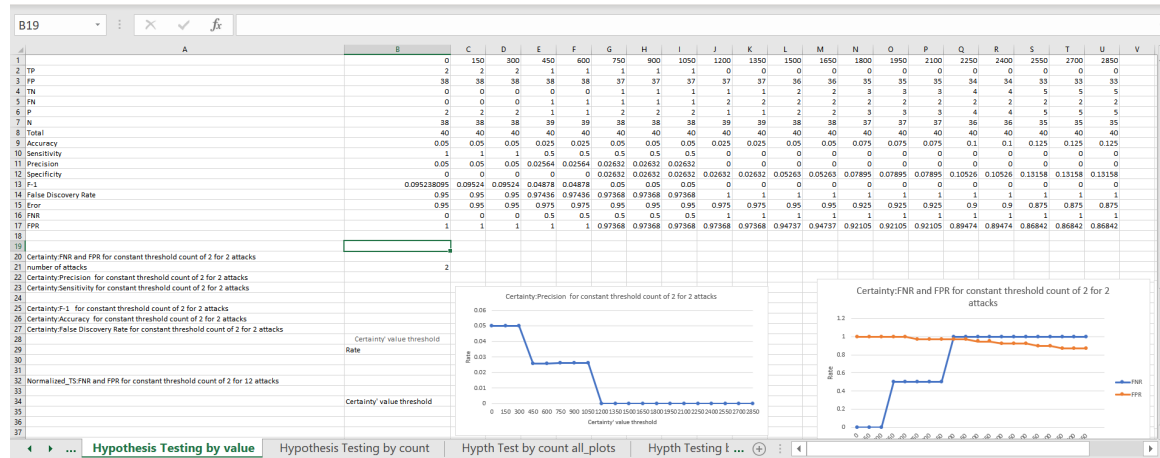 B19 fx
A B C D E F G H I J K L M N O P Q R S T U V
1 0 150 300 450 600 750 900 1050 1200 1350 1500 1650 1800 1950 2100 2250 2400 2550 2700 2850
2 TP 2 2 2 1 1 1 1 1 0 0 0 0 0 0 0 0 0 0 0 0
3 FP 38 38 38 38 38 37 37 37 37 37 36 36 35 35 35 34 34 33 33 33
4 TN 0 0 0 0 0 1 1 1 1 1 2 2 3 3 3 4 4 5 5 5
5 FN 0 0 0 1 1 1 1 1 2 2 2 2 2 2 2 2 2 2 2 2
6 P 2 2 2 1 1 2 2 2 1 1 2 2 3 3 3 4 4 5 5 5
7 N 38 38 38 39 39 38 38 38 39 39 38 38 37 37 37 36 36 35 35 35
8 Total 40 40 40 40 40 40 40 40 40 40 40 40 40 40 40 40 40 40 40 40
9 Accuracy 0.05 0.05 0.05 0.025 0.025 0.05 0.05 0.05 0.025 0.025 0.05 0.05 0.075 0.075 0.075 0.1 0.1 0.125 0.125 0.125
10 Sensitivity 1 1 1 0.5 0.5 0.5 0.5 0.5 0 0 0 0 0 0 0 0 0 0 0 0
11 Precision 0.05 0.05 0.05 0.02564 0.02564 0.02632 0.02632 0.02632 0 0 0 0 0 0 0 0 0 0 0 0
12 Specificity 0 0 0 0 0 0.02632 0.02632 0.02632 0.02632 0.02632 0.05263 0.05263 0.07895 0.07895 0.07895 0.10526 0.10526 0.13158 0.13158 0.13158
13 F-1 0.095238095 0.09524 0.09524 0.04878 0.04878 0.05 0.05 0.05 0 0 0 0 0 0 0 0 0 0 0 0
14 False Discovery Rate 0.95 0.95 0.95 0.97436 0.97436 0.97368 0.97368 0.97368 1 1 1 1 1 1 1 1 1 1 1 1
15 Eror 0.95 0.95 0.95 0.975 0.975 0.95 0.95 0.95 0.975 0.975 0.95 0.95 0.925 0.925 0.925 0.9 0.9 0.875 0.875 0.875
16 FNR 0 0 0 0.5 0.5 0.5 0.5 0.5 1 1 1 1 1 1 1 1 1 1 1 1
17 FPR 1 1 1 1 1 0.97368 0.97368 0.97368 0.97368 0.97368 0.94737 0.94737 0.92105 0.92105 0.92105 0.89474 0.89474 0.86842 0.86842 0.86842
18
19
20 Certainty:FNR and FPR for constant threshold count of 2 for 2 attacks
21 number of attacks 2
22 Certainty:Precision for constant threshold count of 2 for 2 attacks
23 Certainty:Sensitivity for constant threshold count of 2 for 2 attacks
24
25 Certainty:F-1 for constant threshold count of 2 for 2 attacks
26 Certainty:Accuracy for constant threshold count of 2 for 2 attacks
27 Certainty:False Discovery Rate for constant threshold count of 2 for 2 attacks
28 Certainty' value threshold
29 Rate
30
31
32 Normalized_TS:FNR and FPR for constant threshold count of 2 for 12 attacks
33
34 Certainty' value threshold
35
36
37
Certainty:Precision for constant threshold count of 2 for 2 attacks
0.06
0.05
0.04
0.03
0.02
0.01
0
Rate
0 150 300 450 600 750 900 1050 1200 1350 1500 1650 1800 1950 2100 2250 2400 2550 2700 2850
Certainty' value threshold
Certainty:FNR and FPR for constant threshold count of 2 for 2
attacks
1.2
1
0.8
0.6
0.4
0.2
0
Rate
FNR
FPR
... Hypothesis Testing by value Hypothesis Testing by count Hypth Test by count all_plots Hypth Testing t ...